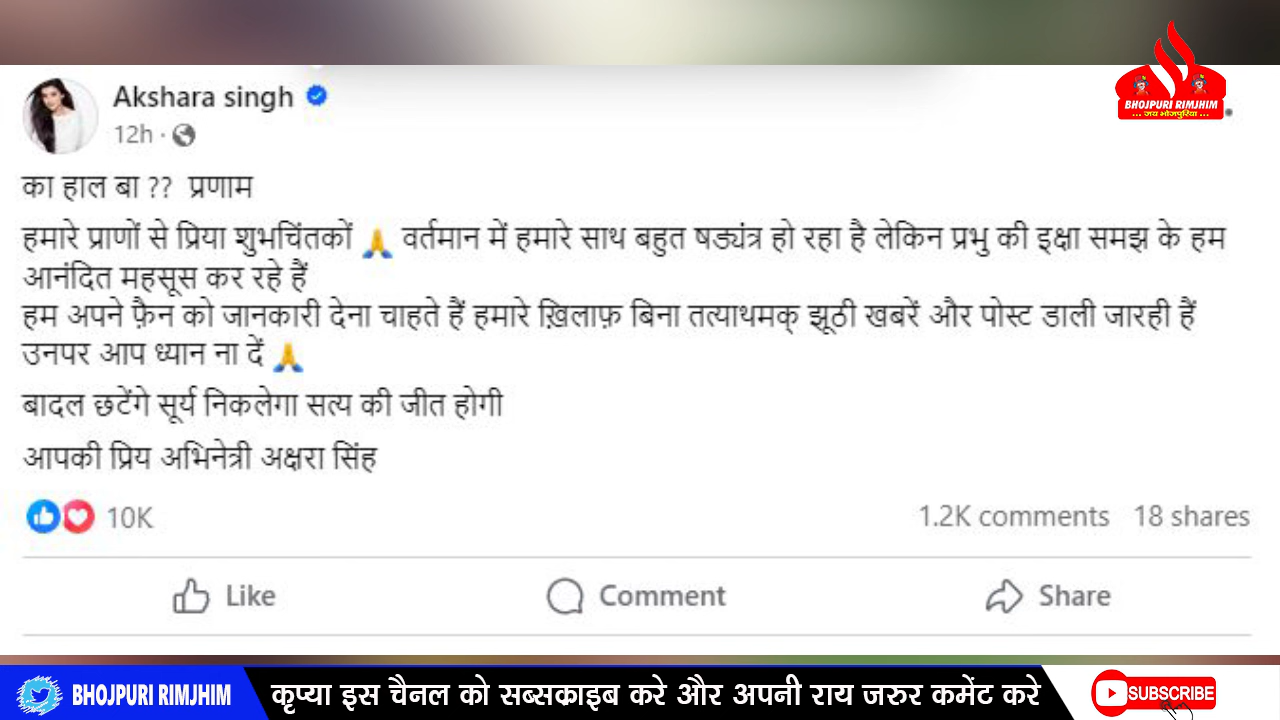 BHOJPURI RIMJHIM
... जय भोजपुरिया ...
Akshara singh
12h ·
का हाल बा ?? प्रणाम
हमारे प्राणों से प्रिया शुभचिंतकों 🙏 वर्तमान में हमारे साथ बहुत षड्यंत्र हो रहा है लेकिन प्रभु की इक्षा समझ के हम
आनंदित महसूस कर रहे हैं
हम अपने फ़ैन को जानकारी देना चाहते हैं हमारे ख़िलाफ़ बिना तत्याथमक् झूठी खबरें और पोस्ट डाली जारही हैं
उनपर आप ध्यान ना दें 🙏
बादल छटेंगे सूर्य निकलेगा सत्य की जीत होगी
आपकी प्रिय अभिनेत्री अक्षरा सिंह
10K 1.2K comments 18 shares
Like Comment Share
BHOJPURI RIMJHIM कृप्या इस चैनल को सब्सक्राइब करे और अपनी राय जरुर कमेंट करे SUBSCRIBE